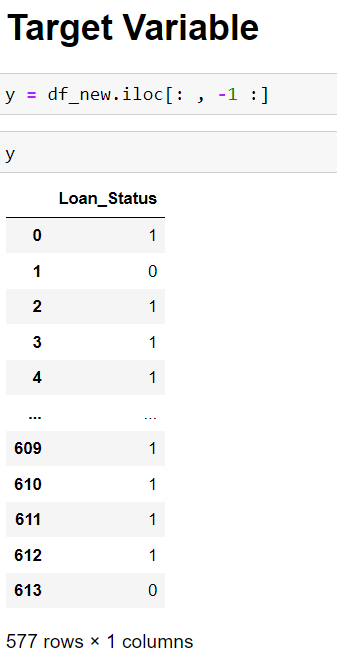 Target Variable
y = df_new.iloc[: , -1 :]
y
Loan_Status
0 1
1 0
2 1
3 1
4 1
... ...
609 1
610 1
611 1
612 1
613 0
577 rows × 1 columns